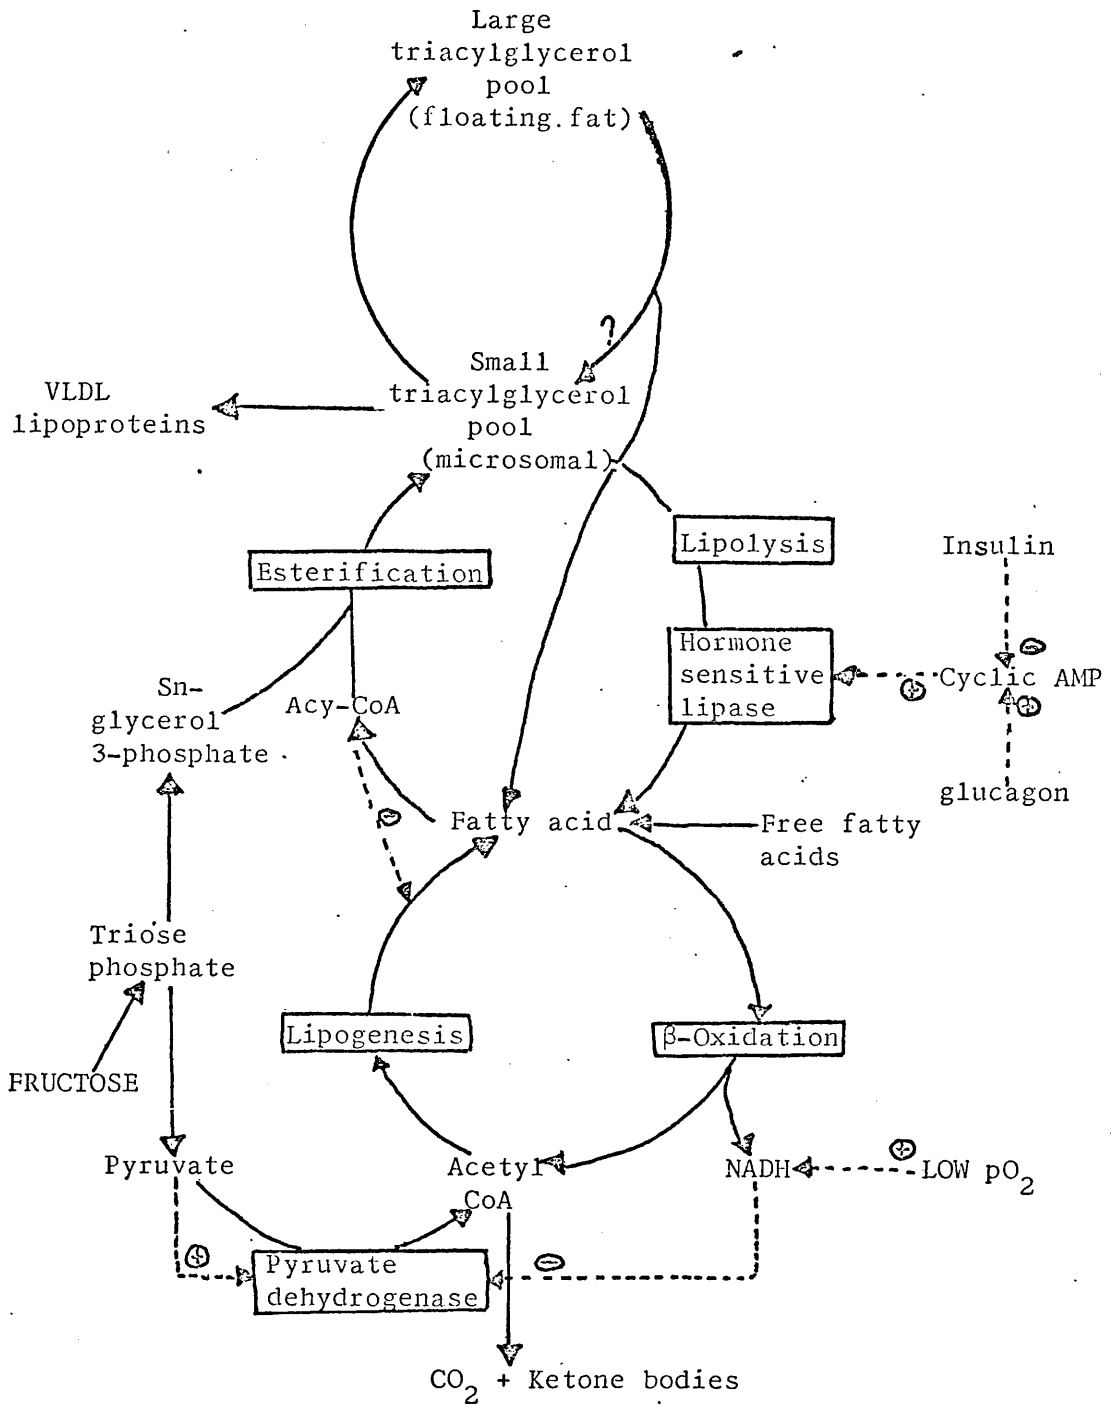 Large
triacylglycerol
pool
(floating.fat)
?
Small
triacylglycerol
pool
(microsomal)
VLDL
lipoproteins
Lipolysis
Insulin
Esterification
Hormone
sensitive
lipase
-
+
Cyclic AMP
+
Sn-
glycerol
3-phosphate
Acy-CoA
glucagon
-
Fatty acid
Free fatty
acids
Triose
phosphate
Lipogenesis
β-Oxidation
FRUCTOSE
Pyruvate
Acetyl
CoA
NADH
+
LOW pO₂
+
Pyruvate
dehydrogenase
-
CO₂ + Ketone bodies